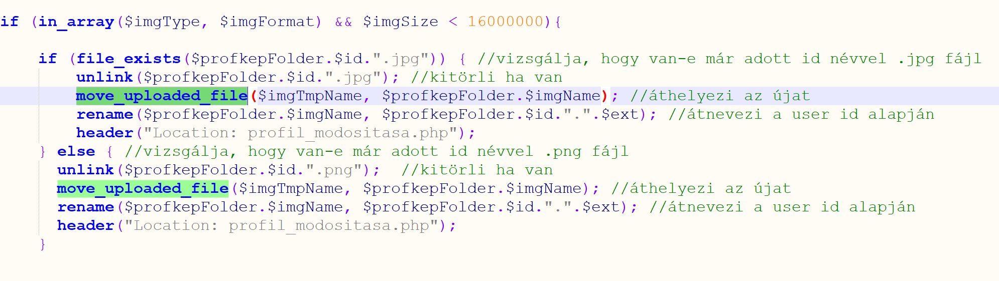 if (in_array($imgType, $imgFormat) && $imgSize < 16000000){
if (file_exists($profkepFolder.$id.".jpg")) { //vizsgálja, hogy van-e már adott id névvel .jpg fájl
unlink($profkepFolder.$id.".jpg"); //kitörli ha van
move_uploaded_file($imgTmpName, $profkepFolder.$imgName); //áthelyezi az újat
rename($profkepFolder.$imgName, $profkepFolder.$id.".".$ext); //átnevezi a user id alapján
header("Location: profil_modositasa.php");
} else { //vizsgálja, hogy van-e már adott id névvel .png fájl
unlink($profkepFolder.$id.".png");  //kitörli ha van
move_uploaded_file($imgTmpName, $profkepFolder.$imgName); //áthelyezi az újat
rename($profkepFolder.$imgName, $profkepFolder.$id.".".$ext); //átnevezi a user id alapján
header("Location: profil_modositasa.php");
}